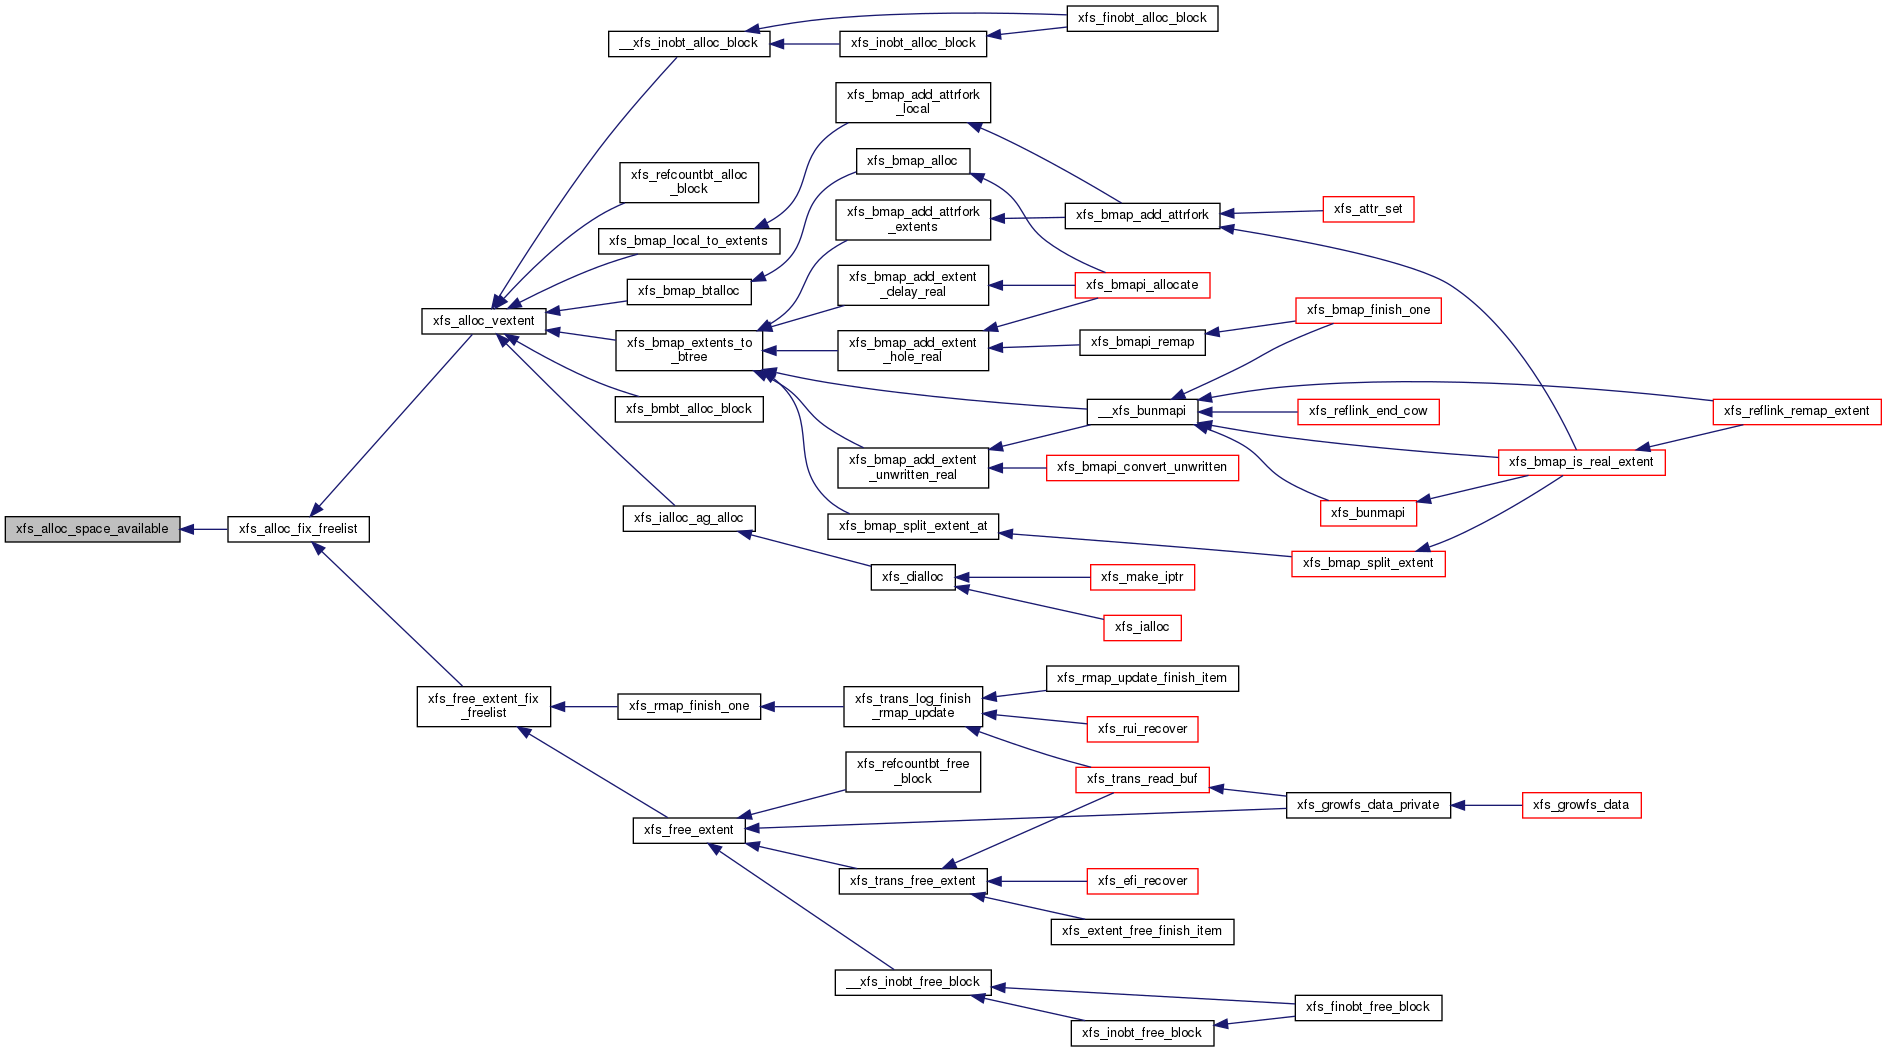 xfs_finobt_alloc_block
__xfs_inobt_alloc_block
xfs_inobt_alloc_block
xfs_bmap_add_attrfork
_local
xfs_bmap_alloc
xfs_refcountbt_alloc
_block
xfs_bmap_add_attrfork
_extents
xfs_bmap_add_attrfork
xfs_attr_set
xfs_bmap_local_to_extents
xfs_bmap_btalloc
xfs_bmap_add_extent
_delay_real
xfs_bmapi_allocate
xfs_bmap_finish_one
xfs_alloc_vextent
xfs_bmap_extents_to
_btree
xfs_bmap_add_extent
_hole_real
xfs_bmapi_remap
xfs_bmbt_alloc_block
__xfs_bunmapi
xfs_reflink_end_cow
xfs_reflink_remap_extent
xfs_bmap_add_extent
_unwritten_real
xfs_bmapi_convert_unwritten
xfs_bmap_is_real_extent
xfs_ialloc_ag_alloc
xfs_bmap_split_extent_at
xfs_bunmapi
xfs_alloc_space_available
xfs_alloc_fix_freelist
xfs_bmap_split_extent
xfs_dialloc
xfs_make_iptr
xfs_ialloc
xfs_rmap_update_finish_item
xfs_free_extent_fix
_freelist
xfs_rmap_finish_one
xfs_trans_log_finish
_rmap_update
xfs_rui_recover
xfs_refcountbt_free
_block
xfs_trans_read_buf
xfs_growfs_data_private
xfs_growfs_data
xfs_free_extent
xfs_trans_free_extent
xfs_efi_recover
xfs_extent_free_finish_item
__xfs_inobt_free_block
xfs_finobt_free_block
xfs_inobt_free_block